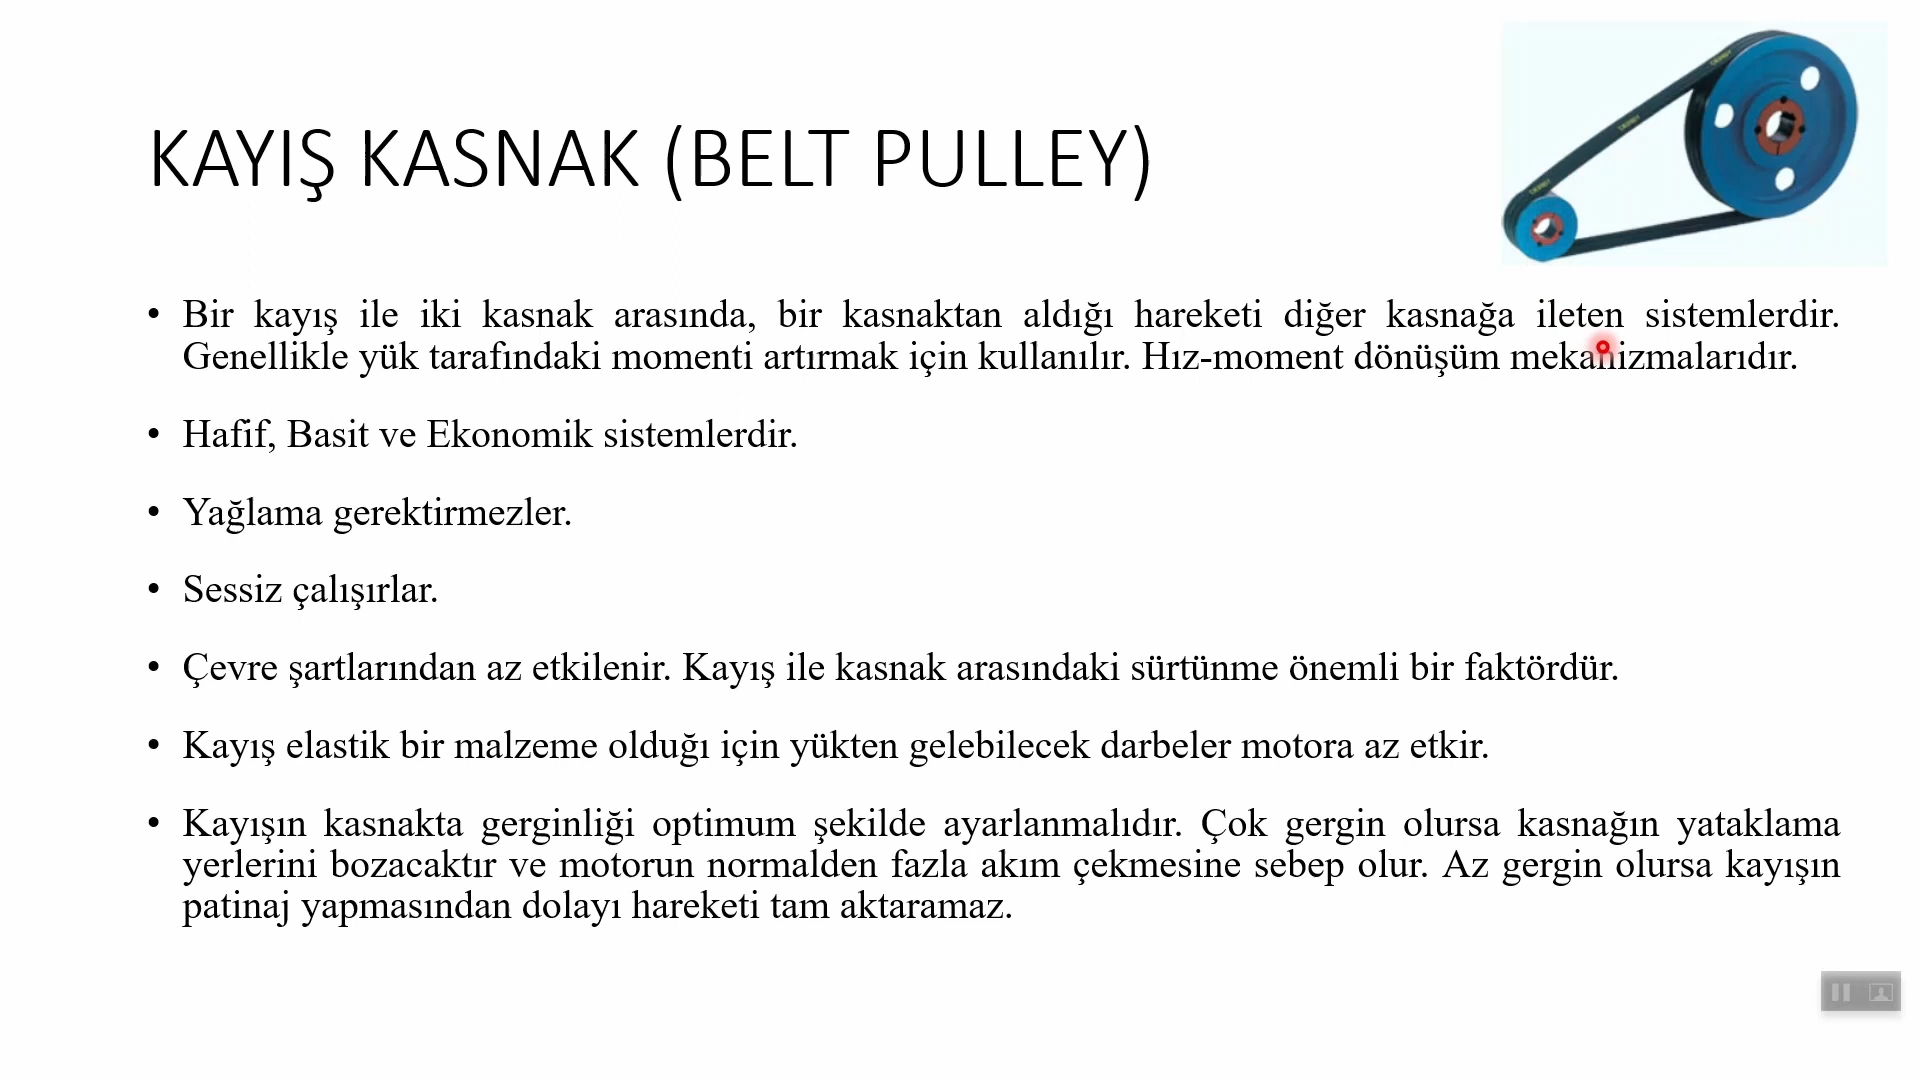 KAYIŞ KASNAK (BELT PULLEY)
• Bir kayış ile iki kasnak arasında, bir kasnaktan aldığı hareketi diğer kasnağa ileten sistemlerdir.
Genellikle yük tarafındaki momenti artırmak için kullanılır. Hız-moment dönüşüm mekanizmalarıdır.
• Hafif, Basit ve Ekonomik sistemlerdir.
• Yağlama gerektirmezler.
• Sessiz çalışırlar.
• Çevre şartlarından az etkilenir. Kayış ile kasnak arasındaki sürtünme önemli bir faktördür.
• Kayış elastik bir malzeme olduğı için yükten gelebilecek darbeler motora az etkir.
• Kayışın kasnakta gerginliği optimum şekilde ayarlanmalıdır. Çok gergin olursa kasnağın yataklama
yerlerini bozacaktır ve motorun normalden fazla akım çekmesine sebep olur. Az gergin olursa kayışın
patinaj yapmasından dolayı hareketi tam aktaramaz.